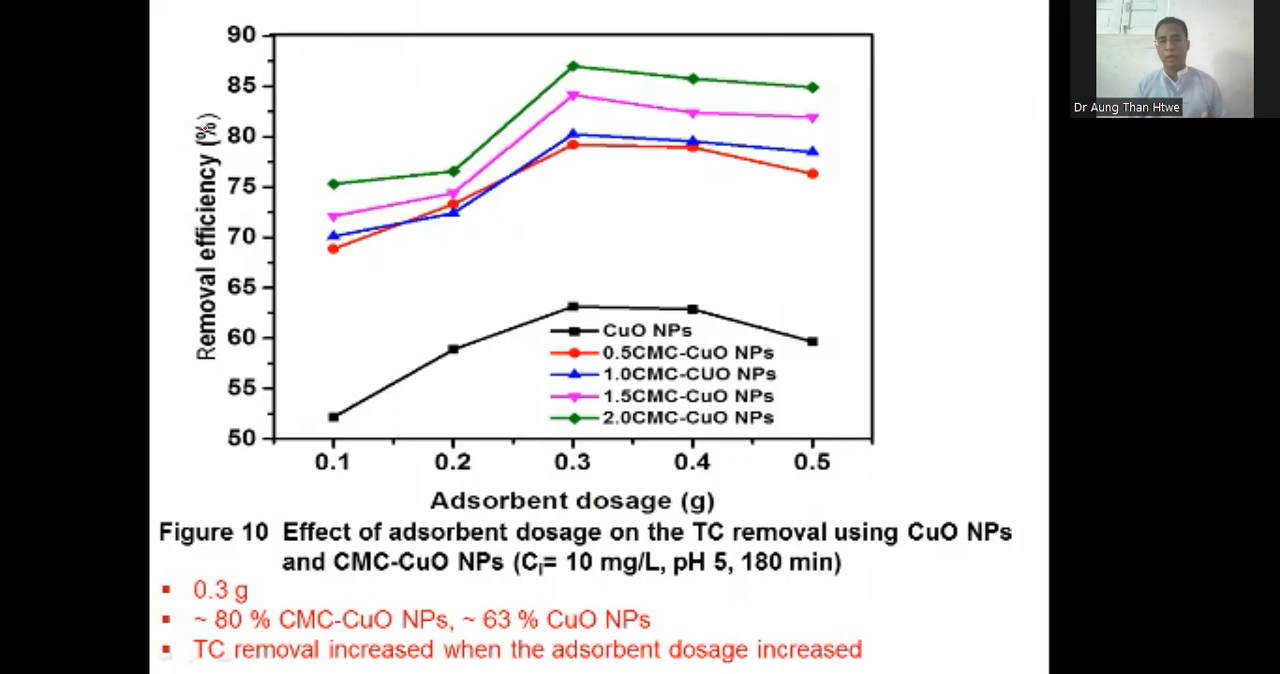 90
85
80
75
70
65
60
55
50
Removal efficiency (%)
CuO NPs
0.5CMC-CuO NPs
1.0CMC-CUO NPs
1.5CMC-CuO NPs
2.0CMC-CuO NPs
0.1 0.2 0.3 0.4 0.5
Adsorbent dosage (g)
Figure 10 Effect of adsorbent dosage on the TC removal using CuO NPs
and CMC-CuO NPs (Ci= 10 mg/L, pH 5, 180 min)
▪ 0.3 g
▪ ~ 80 % CMC-CuO NPs, ~ 63 % CuO NPs
▪ TC removal increased when the adsorbent dosage increased
Dr Aung Than Htwe